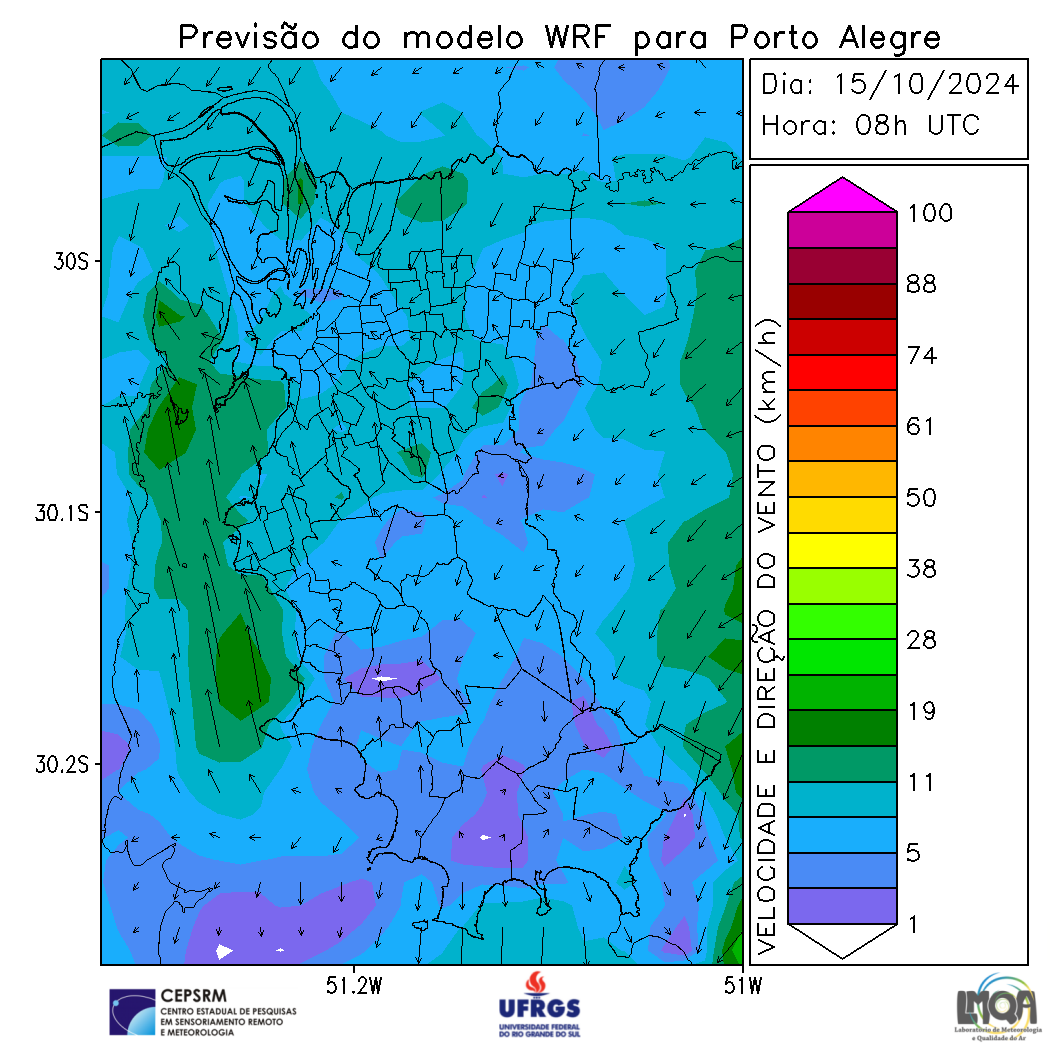 Previsão do modelo WRF para Porto Alegre
Dia: 15/10/2024
Hora: 08h UTC
30S
30.1S
30.2S
51.2W
51W
VELOCIDADE E DIREÇÃO DO VENTO (km/h)
100
88
74
61
50
38
28
19
11
5
1
CEPSRM
CENTRO ESTADUAL DE PESQUISAS
EM SENSORIAMENTO REMOTO
E METEOROLOGIA
UFRGS
UNIVERSIDADE FEDERAL
DO RIO GRANDE DO SUL
LMQA
Laboratório de Meteorologia
e Qualidade do Ar